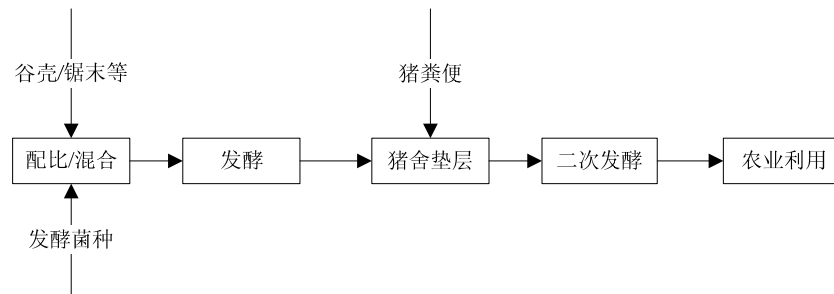 谷壳/锯末等
猪粪便
配比/混合
发酵
猪舍垫层
二次发酵
农业利用
发酵菌种